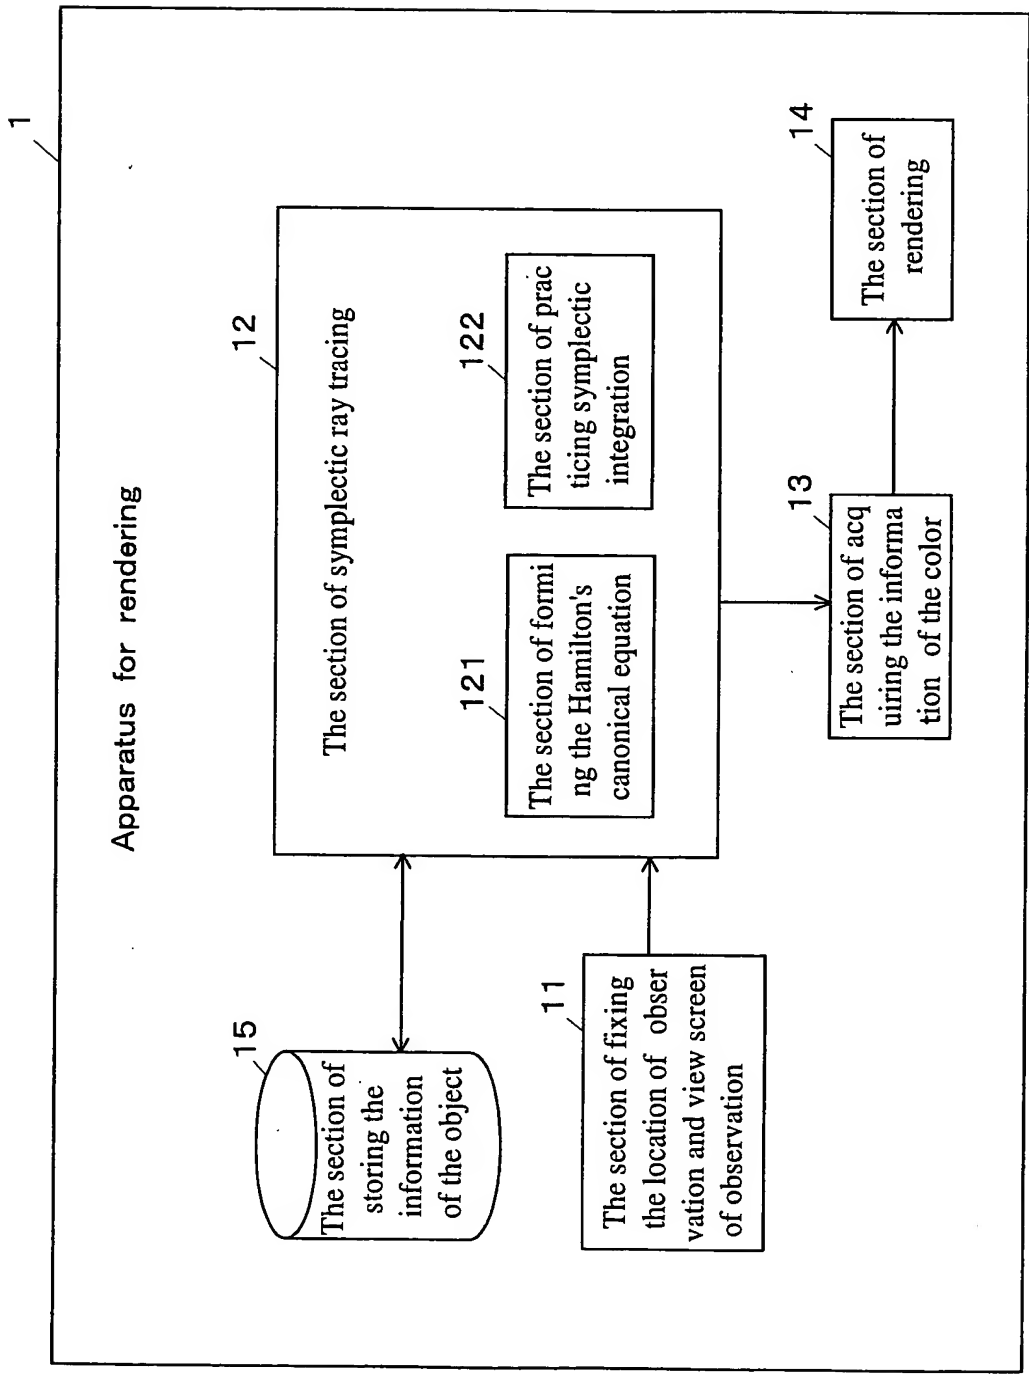 1
Apparatus for rendering
12
The section of symplectic ray tracing
15
The section of
storing the
information
of the object
121
The section of formi
ng the Hamilton's
canonical equation
122
The section of prac
ticing symplectic
integration
11
The section of fixing
the location of obser
vation and view screen
of observation
13
The section of acq
uiring the informa
tion of the color
14
The section of
rendering